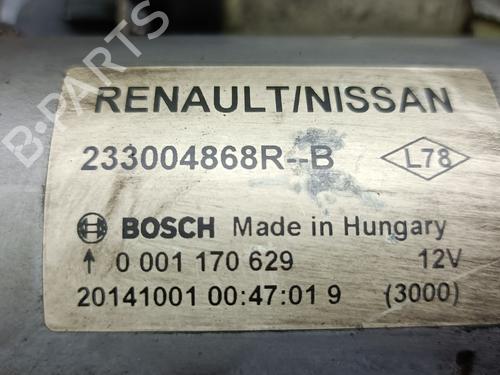 RENAULT/NISSAN
233004868R--B
L78
BOSCH Made in Hungary
↑ 0 001 170 629 12V
20141001 00:47:01 9 (3000)
B-PARTS